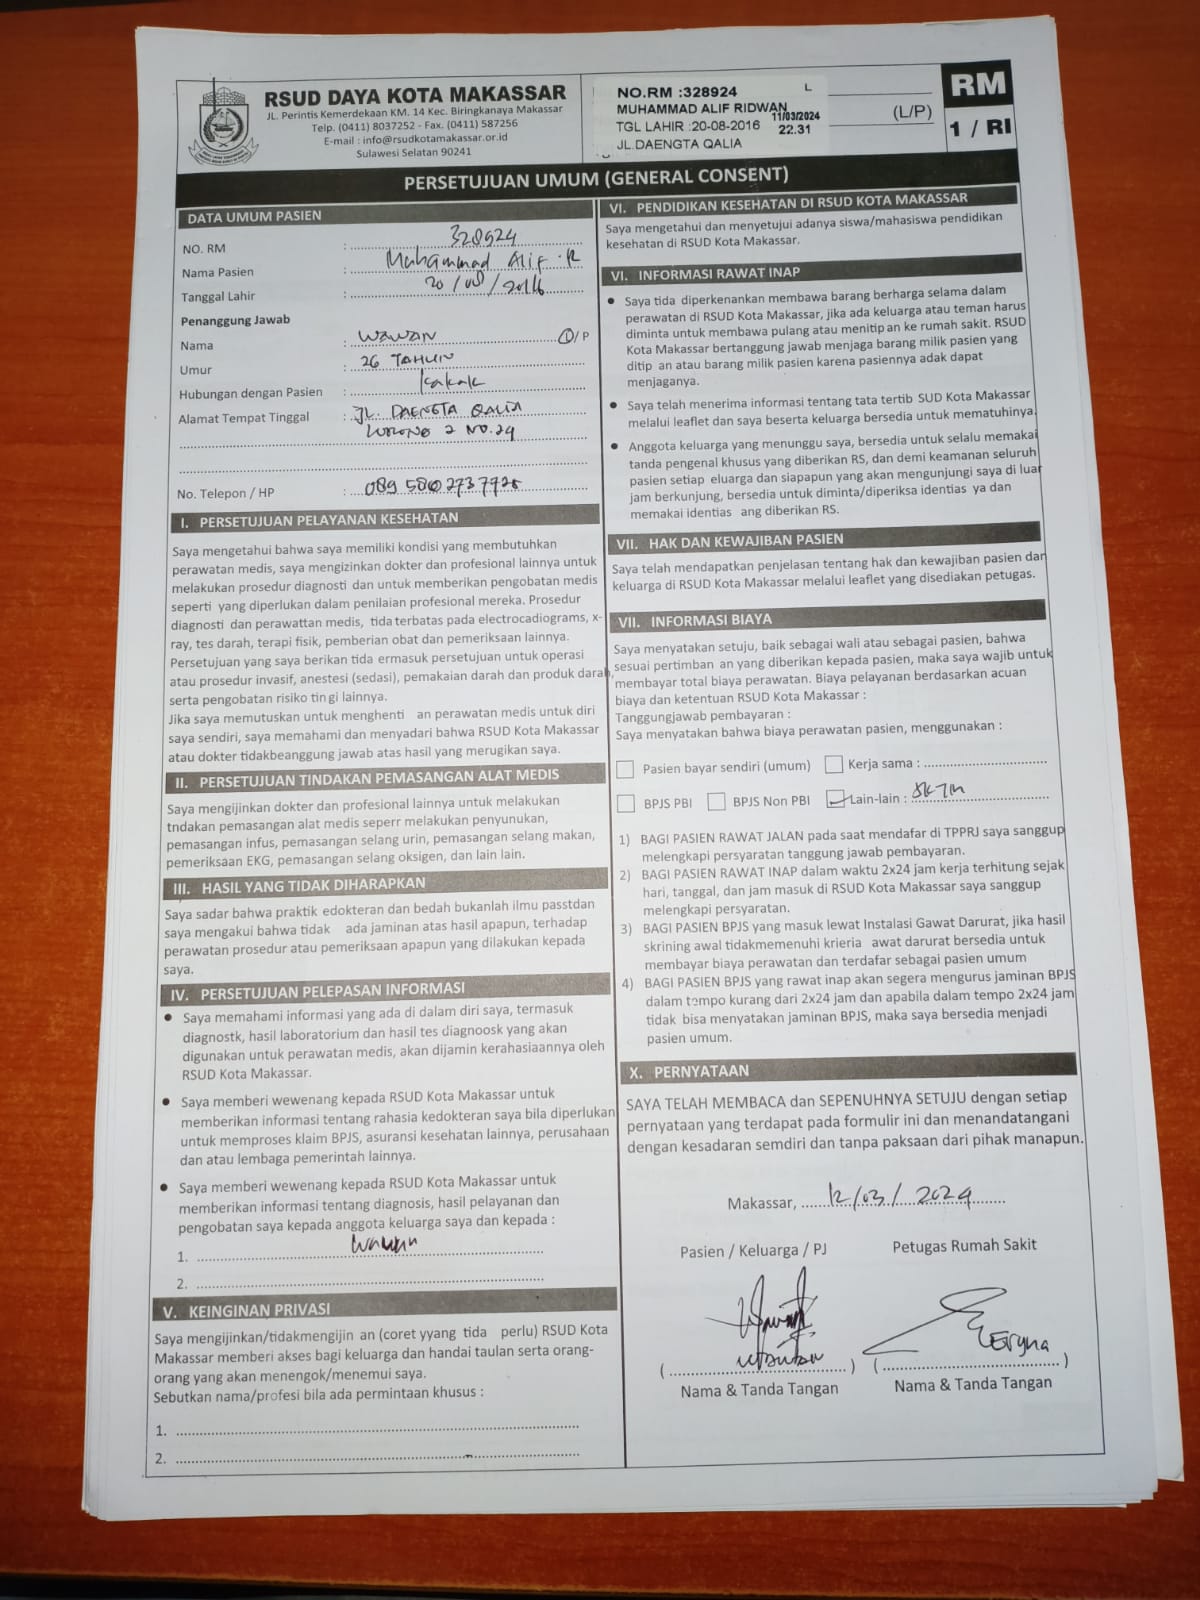 RSUD DAYA KOTA MAKASSAR
JL. Perintis Kemerdekaan KM. 14 Kec. Biringkanaya Makassar
Telp. (0411) 8037252 - Fax. (0411) 587256
E-mail : info@rsudkotamakassar.or.id
Sulawesi Selatan 90241
NO.RM :328924 L
MUHAMMAD ALIF RIDWAN
11/03/2024
TGL LAHIR :20-08-2016 22.31
JL.DAENGTA QALIA
(L/P)
RM
1 / RI
PERSETUJUAN UMUM (GENERAL CONSENT)
DATA UMUM PASIEN
NO. RM : 328924
Nama Pasien : Muhammad Alif .R
Tanggal Lahir : 20/08/2016
Penanggung Jawab
Nama : WAWAN L/P
Umur : 26 TAHUN
Hubungan dengan Pasien : kakak
Alamat Tempat Tinggal : JL. DAENGTA QALIA
LORONG 2 NO.24
No. Telepon / HP :
I. PERSETUJUAN PELAYANAN KESEHATAN
Saya mengetahui bahwa saya memiliki kondisi yang membutuhkan
perawatan medis, saya mengizinkan dokter dan profesional lainnya untuk
melakukan prosedur diagnosti dan untuk memberikan pengobatan medis
seperti yang diperlukan dalam penilaian profesional mereka. Prosedur
diagnosti dan perawattan medis, tida terbatas pada electrocadiograms, x-
ray, tes darah, terapi fisik, pemberian obat dan pemeriksaan lainnya.
Persetujuan yang saya berikan tida ermasuk persetujuan untuk operasi
atau prosedur invasif, anestesi (sedasi), pemakaian darah dan produk darah,
serta pengobatan risiko tin gi lainnya.
Jika saya memutuskan untuk menghenti an perawatan medis untuk diri
saya sendiri, saya memahami dan menyadari bahwa RSUD Kota Makassar
atau dokter tidakbeanggung jawab atas hasil yang merugikan saya.
II. PERSETUJUAN TINDAKAN PEMASANGAN ALAT MEDIS
Saya mengijinkan dokter dan profesional lainnya untuk melakukan
tndakan pemasangan alat medis seperr melakukan penyunukan,
pemasangan infus, pemasangan selang urin, pemasangan selang makan,
pemeriksaan EKG, pemasangan selang oksigen, dan lain lain.
III. HASIL YANG TIDAK DIHARAPKAN
Saya sadar bahwa praktik edokteran dan bedah bukanlah ilmu passtdan
saya mengakui bahwa tidak ada jaminan atas hasil apapun, terhadap
perawatan prosedur atau pemeriksaan apapun yang dilakukan kepada
saya.
IV. PERSETUJUAN PELEPASAN INFORMASI
● Saya memahami informasi yang ada di dalam diri saya, termasuk
diagnostk, hasil laboratorium dan hasil tes diagnoosk yang akan
digunakan untuk perawatan medis, akan dijamin kerahasiaannya oleh
RSUD Kota Makassar.
● Saya memberi wewenang kepada RSUD Kota Makassar untuk
memberikan informasi tentang rahasia kedokteran saya bila diperlukan
untuk memproses klaim BPJS, asuransi kesehatan lainnya, perusahaan
dan atau lembaga pemerintah lainnya.
● Saya memberi wewenang kepada RSUD Kota Makassar untuk
memberikan informasi tentang diagnosis, hasil pelayanan dan
pengobatan saya kepada anggota keluarga saya dan kepada :
1. Wawan
2.
V. KEINGINAN PRIVASI
Saya mengijinkan/tidakmengijin an (coret yyang tida perlu) RSUD Kota
Makassar memberi akses bagi keluarga dan handai taulan serta orang-
orang yang akan menengok/menemui saya.
Sebutkan nama/profesi bila ada permintaan khusus :
1.
2.
VI. PENDIDIKAN KESEHATAN DI RSUD KOTA MAKASSAR
Saya mengetahui dan menyetujui adanya siswa/mahasiswa pendidikan
kesehatan di RSUD Kota Makassar.
VI. INFORMASI RAWAT INAP
● Saya tida diperkenankan membawa barang berharga selama dalam
perawatan di RSUD Kota Makassar, jika ada keluarga atau teman harus
diminta untuk membawa pulang atau menitip an ke rumah sakit. RSUD
Kota Makassar bertanggung jawab menjaga barang milik pasien yang
ditip an atau barang milik pasien karena pasiennya adak dapat
menjaganya.
● Saya telah menerima informasi tentang tata tertib SUD Kota Makassar
melalui leaflet dan saya beserta keluarga bersedia untuk mematuhinya.
● Anggota keluarga yang menunggu saya, bersedia untuk selalu memakai
tanda pengenal khusus yang diberikan RS, dan demi keamanan seluruh
pasien setiap eluarga dan siapapun yang akan mengunjungi saya di luar
jam berkunjung, bersedia untuk diminta/diperiksa identias ya dan
memakai identias ang diberikan RS.
VII. HAK DAN KEWAJIBAN PASIEN
Saya telah mendapatkan penjelasan tentang hak dan kewajiban pasien dan
keluarga di RSUD Kota Makassar melalui leaflet yang disediakan petugas.
VII. INFORMASI BIAYA
Saya menyatakan setuju, baik sebagai wali atau sebagai pasien, bahwa
sesuai pertimban an yang diberikan kepada pasien, maka saya wajib untuk
membayar total biaya perawatan. Biaya pelayanan berdasarkan acuan
biaya dan ketentuan RSUD Kota Makassar :
Tanggungjawab pembayaran :
Saya menyatakan bahwa biaya perawatan pasien, menggunakan :
Pasien bayar sendiri (umum) Kerja sama :
BPJS PBI BPJS Non PBI Lain-lain : SKTM
1) BAGI PASIEN RAWAT JALAN pada saat mendafar di TPPRJ saya sanggup
melengkapi persyaratan tanggung jawab pembayaran.
2) BAGI PASIEN RAWAT INAP dalam waktu 2x24 jam kerja terhitung sejak
hari, tanggal, dan jam masuk di RSUD Kota Makassar saya sanggup
melengkapi persyaratan.
3) BAGI PASIEN BPJS yang masuk lewat Instalasi Gawat Darurat, jika hasil
skrining awal tidakmemenuhi krieria awat darurat bersedia untuk
membayar biaya perawatan dan terdafar sebagai pasien umum
4) BAGI PASIEN BPJS yang rawat inap akan segera mengurus jaminan BPJS
dalam tempo kurang dari 2x24 jam dan apabila dalam tempo 2x24 jam
tidak bisa menyatakan jaminan BPJS, maka saya bersedia menjadi
pasien umum.
X. PERNYATAAN
SAYA TELAH MEMBACA dan SEPENUHNYA SETUJU dengan setiap
pernyataan yang terdapat pada formulir ini dan menandatangani
dengan kesadaran semdiri dan tanpa paksaan dari pihak manapun.
Makassar, 12/03/2024
Pasien / Keluarga / PJ Petugas Rumah Sakit
( ) ( )
Nama & Tanda Tangan Nama & Tanda Tangan